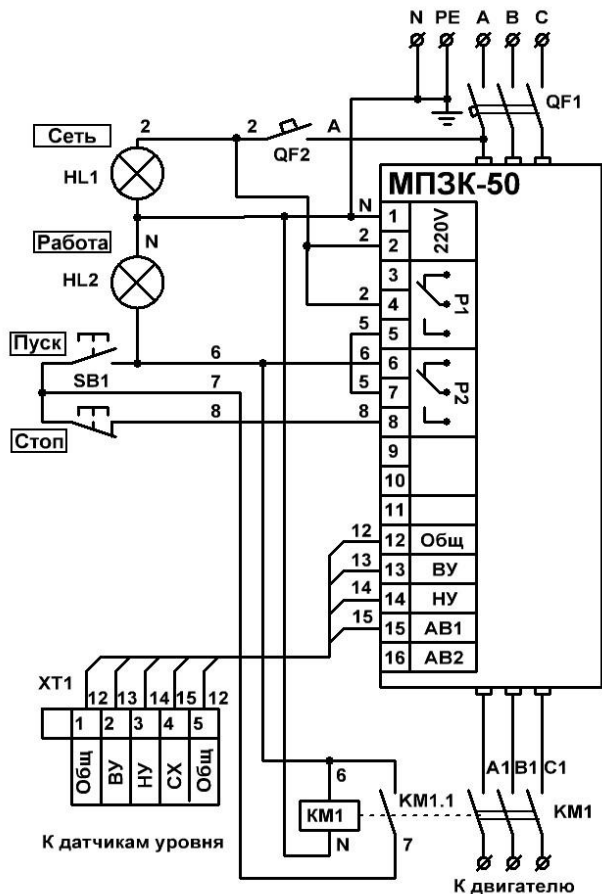 N PE A B C
QF1
Сеть
2 2 A
QF2
HL1
МПЗК-50
N 1 220V
Работа N
2 2
HL2
3
2 4 P1
5 5
Пуск
6 6 6
SB1
7 5 7 P2
8 8 8
Стоп
9
10
11
12 12 Общ
13 13 ВУ
14 14 НУ
15 15 АВ1
16 АВ2
XT1
12 13 14 15 12
1 2 3 4 5
Общ ВУ НУ СХ Общ
A1 B1 C1
6
KM1 KM1.1 KM1
N 7
К датчикам уровня
К двигателю